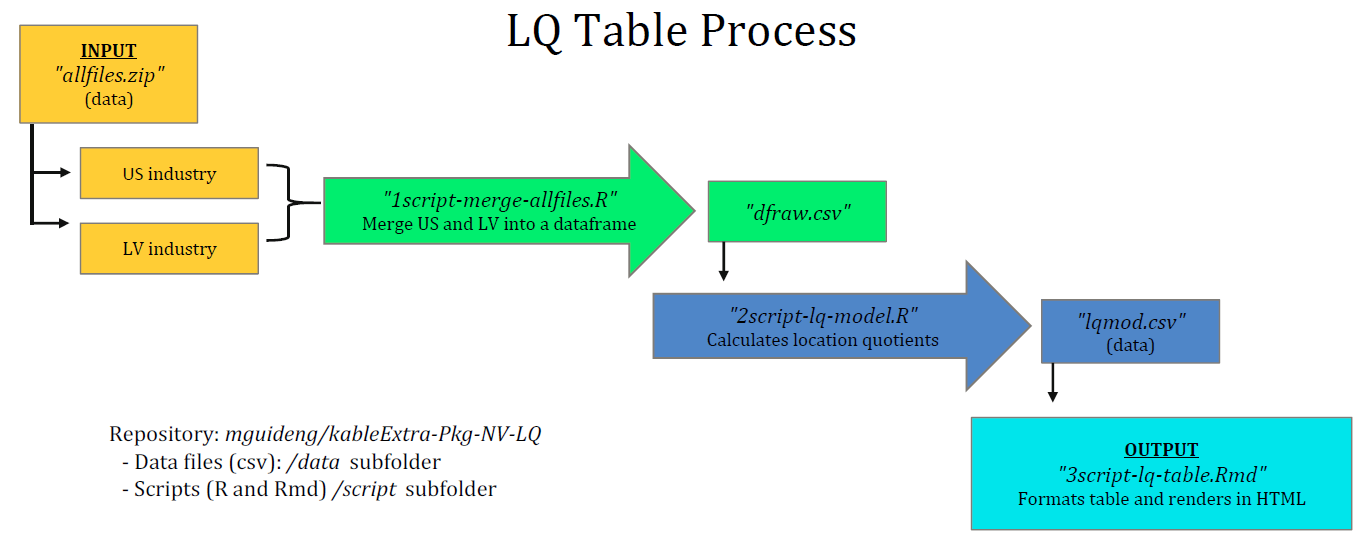 LQ Table Process
INPUT
"allfiles.zip"
(data)
US industry
LV industry
"1script-merge-allfiles.R"
Merge US and LV into a dataframe
"dfraw.csv"
"2script-lq-model.R"
Calculates location quotients
"lqmod.csv"
(data)
OUTPUT
"3script-lq-table.Rmd"
Formats table and renders in HTML
Repository: mguideng/kableExtra-Pkg-NV-LQ
- Data files (csv): /data subfolder
- Scripts (R and Rmd) /script subfolder